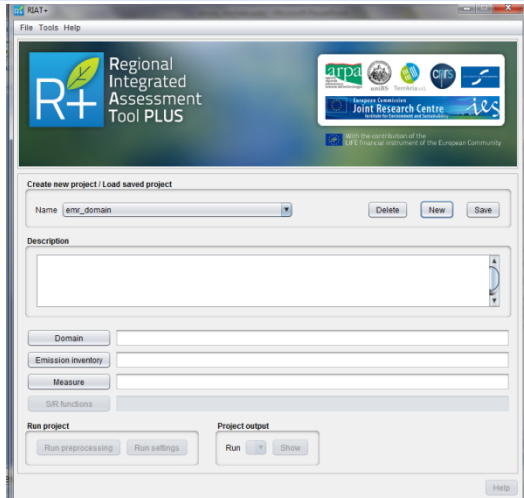 RIAT+
File Tools Help
R+
Regional
Integrated
Assessment
Tool PLUS
arpa
uniBS
TerrAria s.r.l.
cnrs
European Commission
Joint Research Centre
ies
Institute for Environment and Sustainability
With the contribution of the
LIFE financial instrument of the European Community
Create new project / Load saved project
Name emr_domain Delete New Save
Description
Domain
Emission inventory
Measure
S/R functions
Run project Project output
Run preprocessing Run settings Run Show
Help